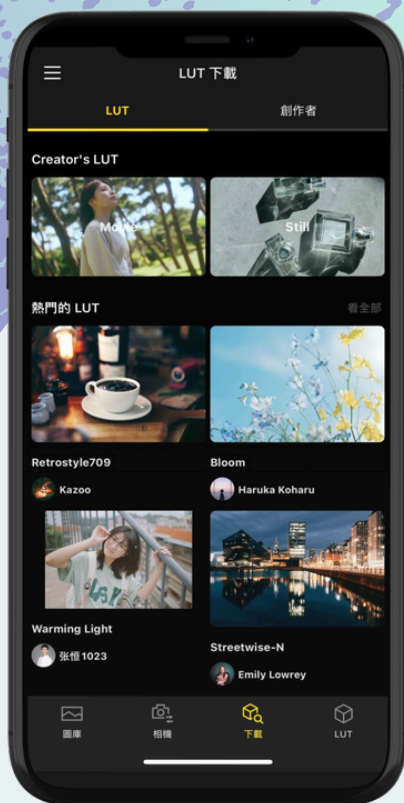 LUT 下載
LUT
創作者
Creator's LUT
Movie
Still
熱門的 LUT
看全部
Retrostyle709
Bloom
Kazoo
Haruka Koharu
Warming Light
张恒1023
Streetwise-N
Emily Lowrey
圖庫
相機
下載
LUT